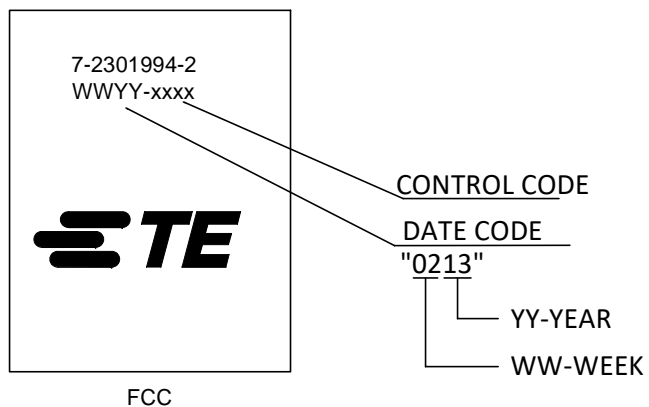 7-2301994-2
WWYY-xxxx
CONTROL CODE
DATE CODE
"0213"
TE
YY-YEAR
WW-WEEK
FCC